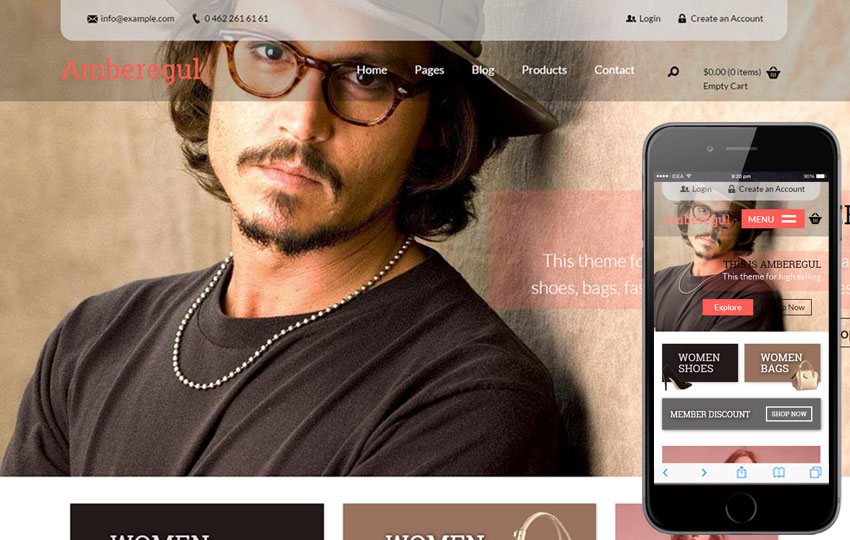 info@example.com 0 462 261 61 61 Login Create an Account
Amberegul Home Pages Blog Products Contact $0.00 (0 items)
Empty Cart
This theme fo
shoes, bags, fas
WOMEN
WOMEN
IDEA 9:20 pm 90%
Login Create an Account
Amberegul MENU
THIS IS AMBEREGUL
This theme for high selling
Explore Now
WOMEN
SHOES
WOMEN
BAGS
MEMBER DISCOUNT SHOP NOW